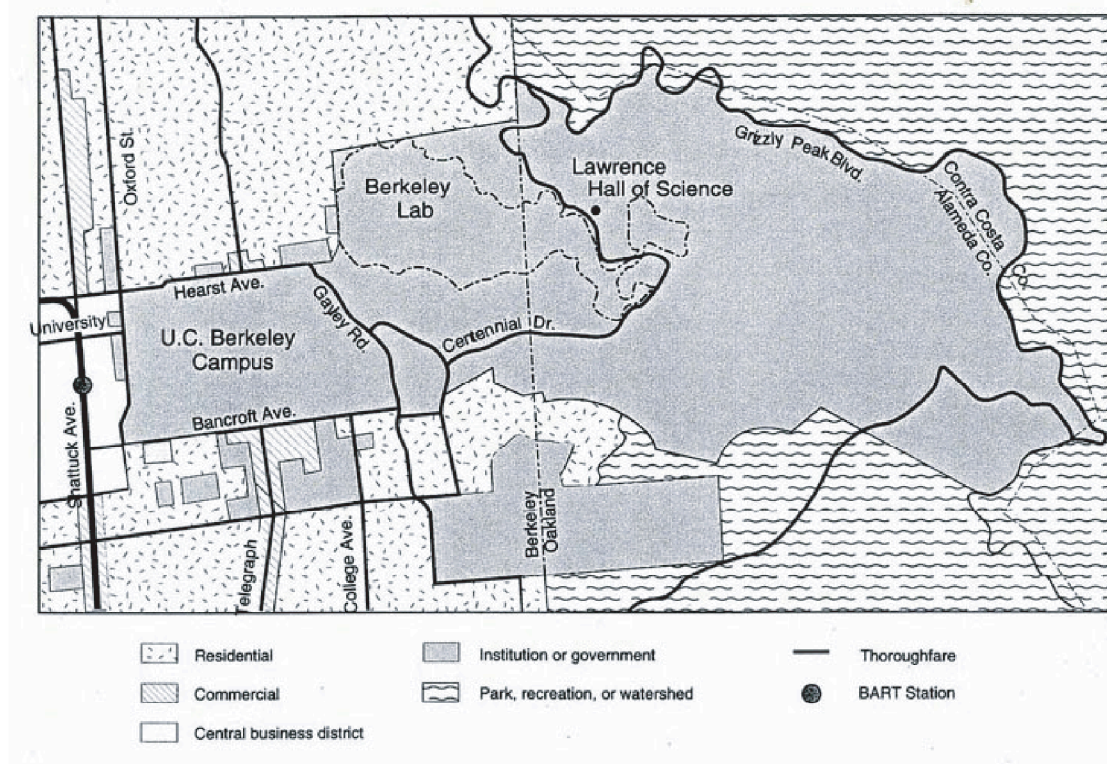 Oxford St.
Grizzly Peak Blvd.
Lawrence
Hall of Science
Berkeley
Lab
Contra Costa Co.
Alameda Co.
Hearst Ave.
Gayley Rd.
University
U.C. Berkeley
Campus
Centennial Dr.
Bancroft Ave.
Shattuck Ave.
Berkeley
Oakland
Telegraph
College Ave.
Residential
Institution or government
Thoroughfare
Commercial
Park, recreation, or watershed
BART Station
Central business district